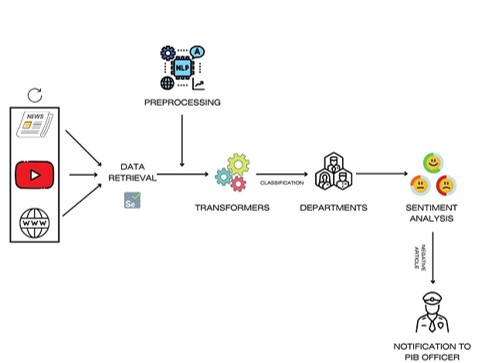 A
NLP
PREPROCESSING
NEWS
DATA
RETRIEVAL
Se
WWW
CLASSIFICATION
TRANSFORMERS
DEPARTMENTS
SENTIMENT
ANALYSIS
NEGATIVE
ARTICLE
NOTIFICATION TO
PIB OFFICER